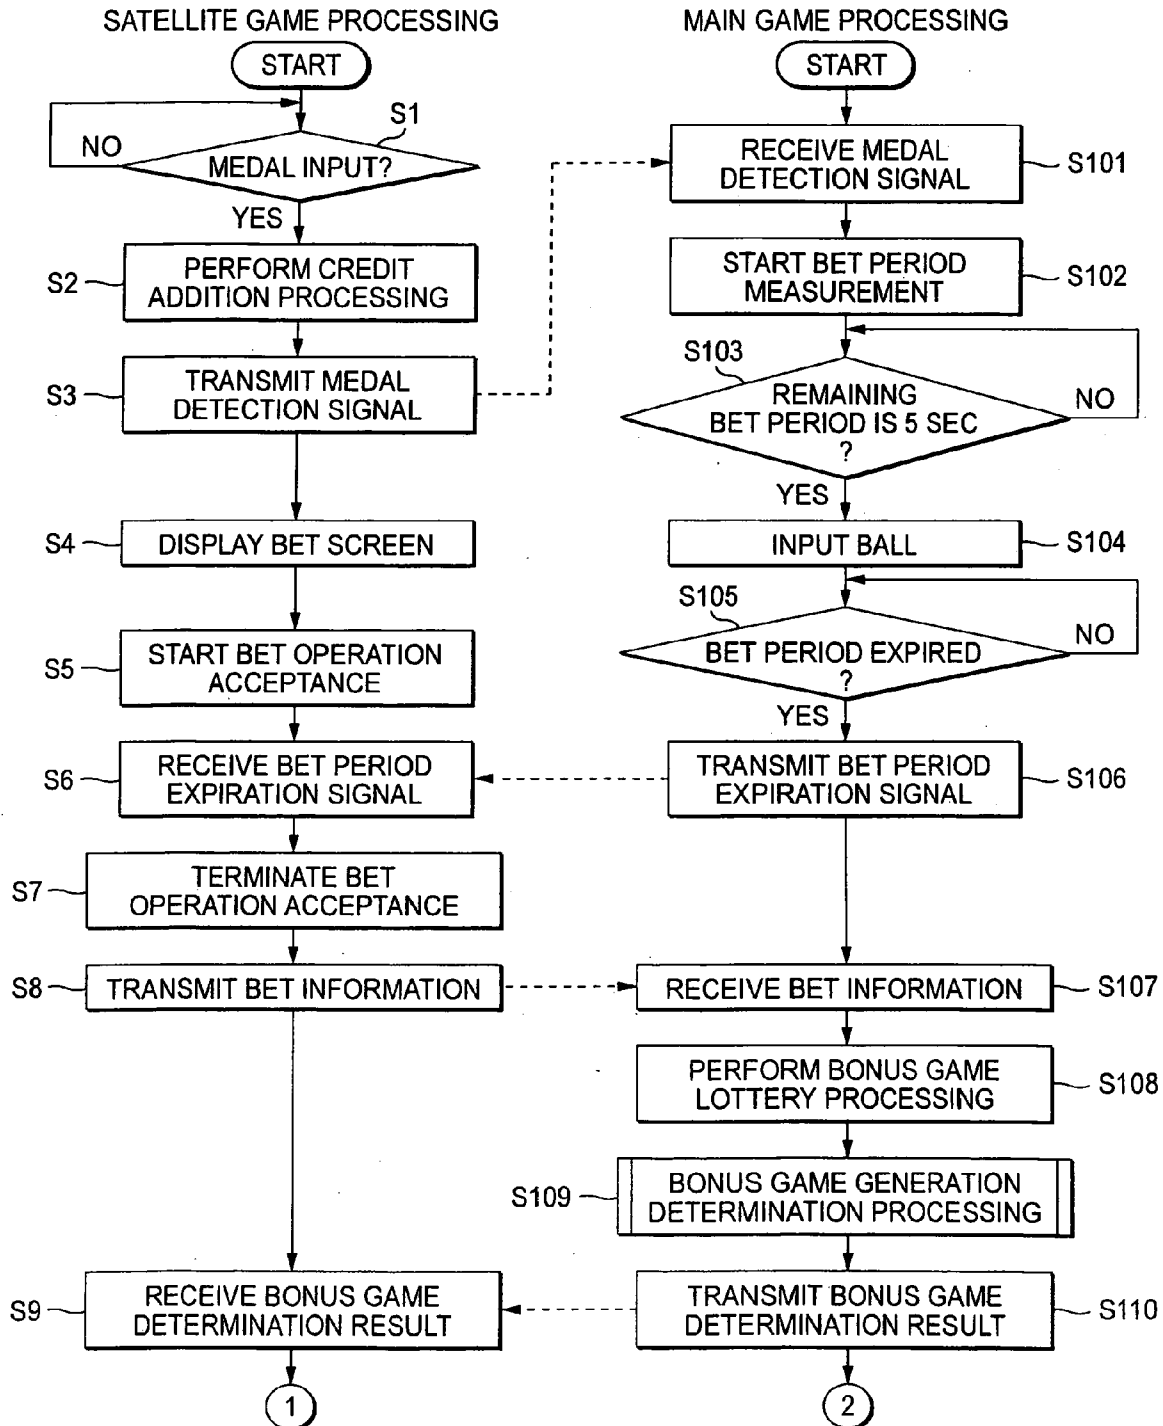 SATELLITE GAME PROCESSING
START
S1
NO
MEDAL INPUT?
YES
S2
PERFORM CREDIT
ADDITION PROCESSING
S3
TRANSMIT MEDAL
DETECTION SIGNAL
S4
DISPLAY BET SCREEN
S5
START BET OPERATION
ACCEPTANCE
S6
RECEIVE BET PERIOD
EXPIRATION SIGNAL
S7
TERMINATE BET
OPERATION ACCEPTANCE
S8
TRANSMIT BET INFORMATION
S9
RECEIVE BONUS GAME
DETERMINATION RESULT
1
MAIN GAME PROCESSING
START
RECEIVE MEDAL
DETECTION SIGNAL
S101
START BET PERIOD
MEASUREMENT
S102
S103
REMAINING
BET PERIOD IS 5 SEC
?
NO
YES
INPUT BALL
S104
S105
BET PERIOD EXPIRED
?
NO
YES
TRANSMIT BET PERIOD
EXPIRATION SIGNAL
S106
RECEIVE BET INFORMATION
S107
PERFORM BONUS GAME
LOTTERY PROCESSING
S108
S109
BONUS GAME GENERATION
DETERMINATION PROCESSING
TRANSMIT BONUS GAME
DETERMINATION RESULT
S110
2